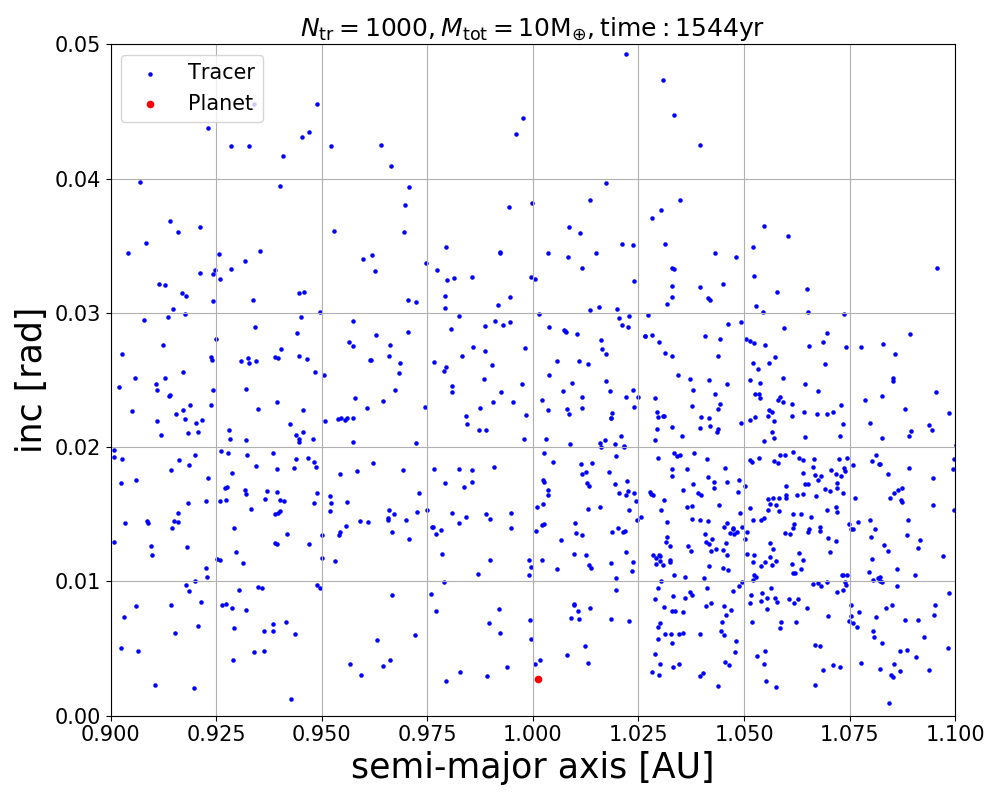 N_tr = 1000, M_tot = 10M_⊕, time : 1544yr
Tracer
Planet
0.05
0.04
0.03
0.02
0.01
0.00
inc [rad]
0.900 0.925 0.950 0.975 1.000 1.025 1.050 1.075 1.100
semi-major axis [AU]